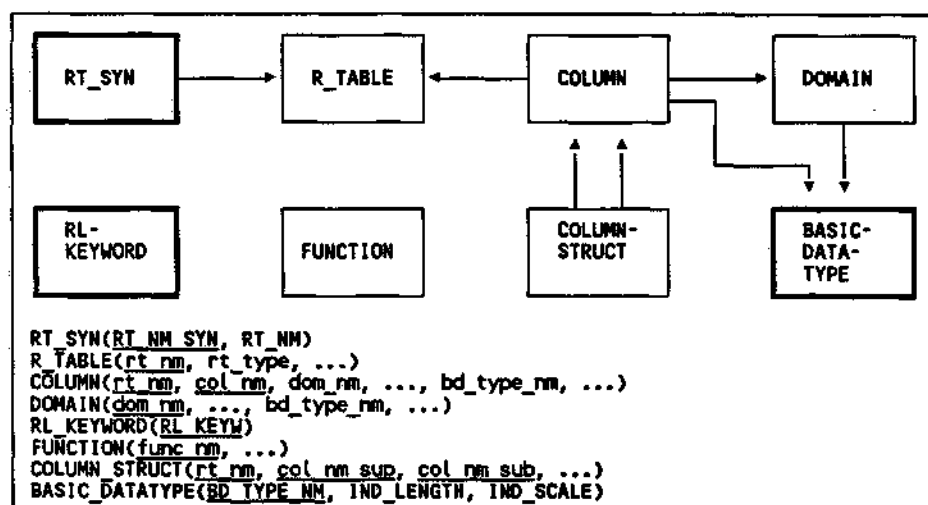 RT_SYN
R_TABLE
COLUMN
DOMAIN
RL-
KEYWORD
FUNCTION
COLUMN-
STRUCT
BASIC-
DATA-
TYPE
RT_SYN(RT_NM_SYN, RT_NM)
R_TABLE(rt_nm, rt_type, ...)
COLUMN(rt_nm, col_nm, dom_nm, ..., bd_type_nm, ...)
DOMAIN(dom_nm, ..., bd_type_nm, ...)
RL_KEYWORD(RL_KEYW)
FUNCTION(func_nm, ...)
COLUMN_STRUCT(rt_nm, col_nm_sup, col_nm_sub, ...)
BASIC_DATATYPE(BD_TYPE_NM, IND_LENGTH, IND_SCALE)